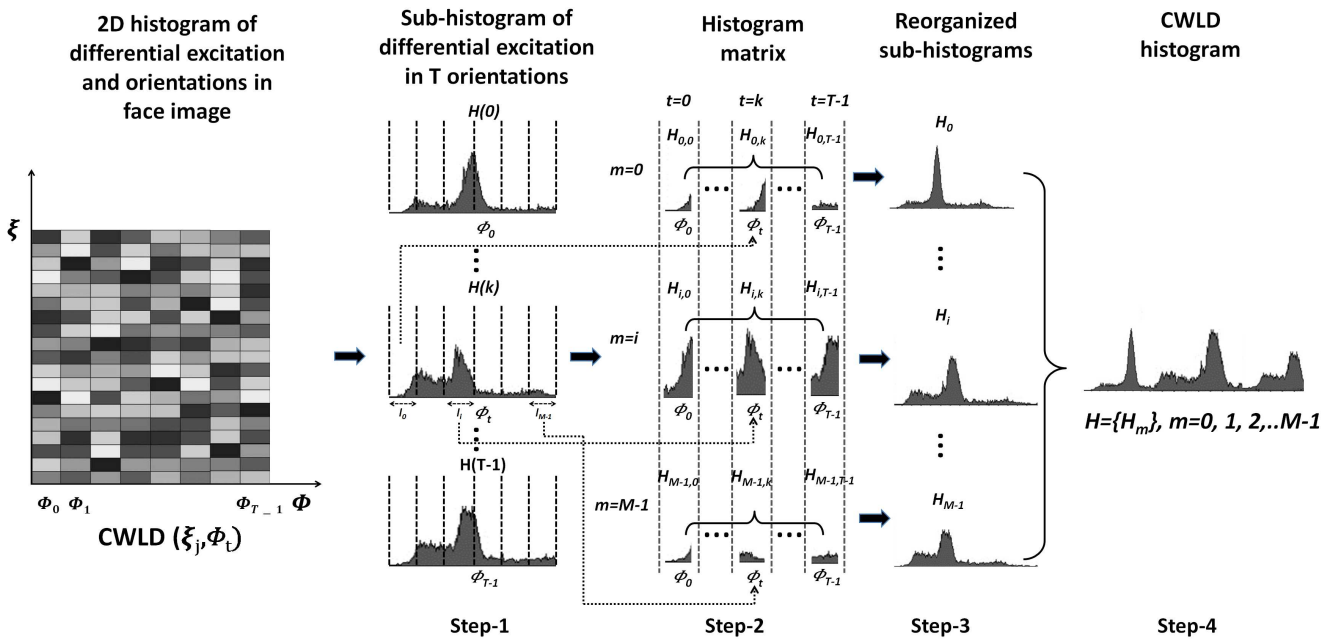 2D histogram of
differential excitation
and orientations in
face image
ξ
Φ0 Φ1 ΦT–1 Φ
CWLD (ξj,Φt)
Sub-histogram of
differential excitation
in T orientations
H(0)
Φ0
H(k)
l0 li Φt lM-1
H(T-1)
ΦT-1
Step-1
Histogram
matrix
t=0 t=k t=T-1
H0,0 H0,k H0,T-1
m=0
Φ0 Φt ΦT-1
Hi,0 Hi,k Hi,T-1
m=i
Φ0 Φt ΦT-1
HM-1,0 HM-1,k HM-1,T-1
m=M-1
Φ0 Φt ΦT-1
Step-2
Reorganized
sub-histograms
H0
Hi
HM-1
Step-3
CWLD
histogram
H={Hm}, m=0, 1, 2,..M-1
Step-4